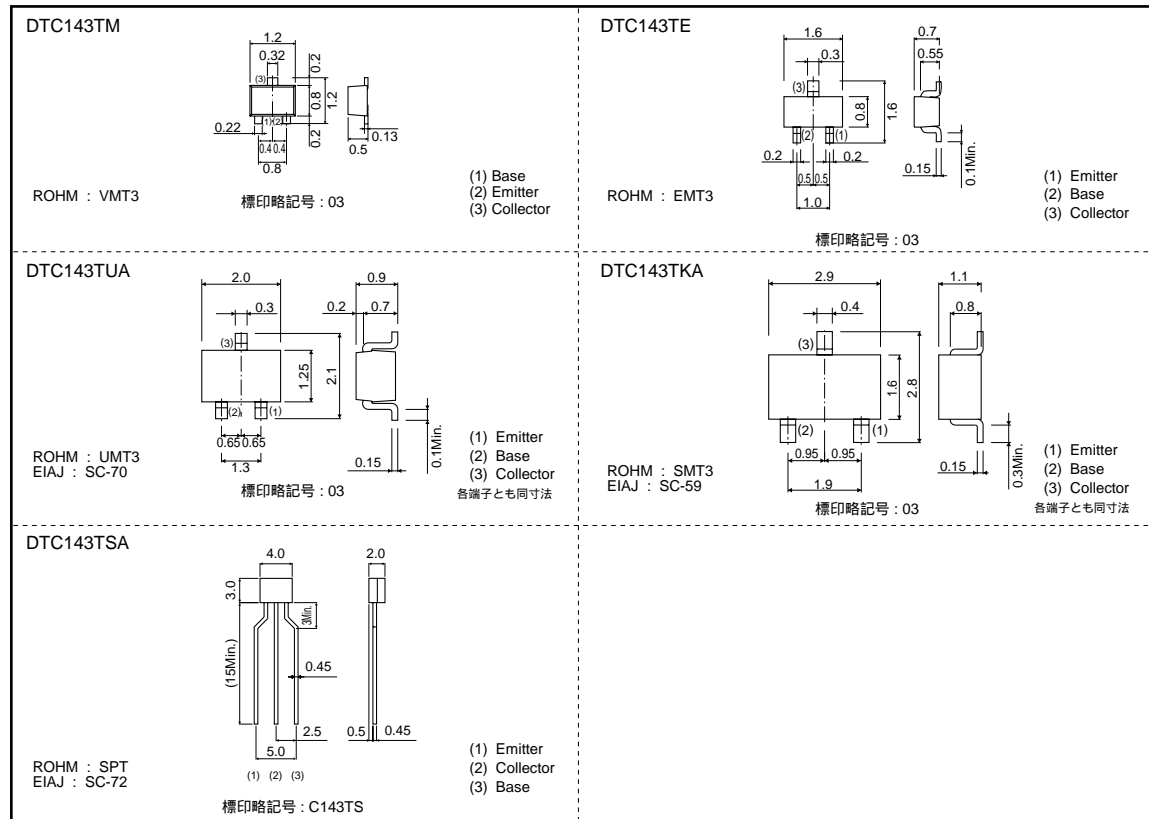 DTC143TM
1.2
0.32
0.2
(3)
0.8
1.2
(1) (2)
0.22
0.2
0.13
0.4 0.4
0.5
0.8
ROHM : VMT3
標印略記号 : 03
(1) Base
(2) Emitter
(3) Collector
DTC143TE
1.6
0.7
0.3
0.55
(3)
0.8
1.6
(2)
(1)
0.2
0.2
0.15
0.1Min.
0.5 0.5
1.0
ROHM : EMT3
(1) Emitter
(2) Base
(3) Collector
標印略記号 : 03
DTC143TUA
2.0
0.9
0.3
0.2
0.7
(3)
1.25
2.1
(2)
(1)
0.65 0.65
1.3
0.15
0.1Min.
ROHM : UMT3
EIAJ : SC-70
標印略記号 : 03
(1) Emitter
(2) Base
(3) Collector
各端子とも同寸法
DTC143TKA
2.9
1.1
0.4
0.8
(3)
1.6
2.8
(2)
(1)
0.95
0.95
1.9
0.15
0.3Min.
ROHM : SMT3
EIAJ : SC-59
標印略記号 : 03
(1) Emitter
(2) Base
(3) Collector
各端子とも同寸法
DTC143TSA
4.0
2.0
3.0
3Min.
(15Min.)
0.45
2.5
0.5
0.45
5.0
(1) (2) (3)
ROHM : SPT
EIAJ : SC-72
(1) Emitter
(2) Collector
(3) Base
標印略記号 : C143TS